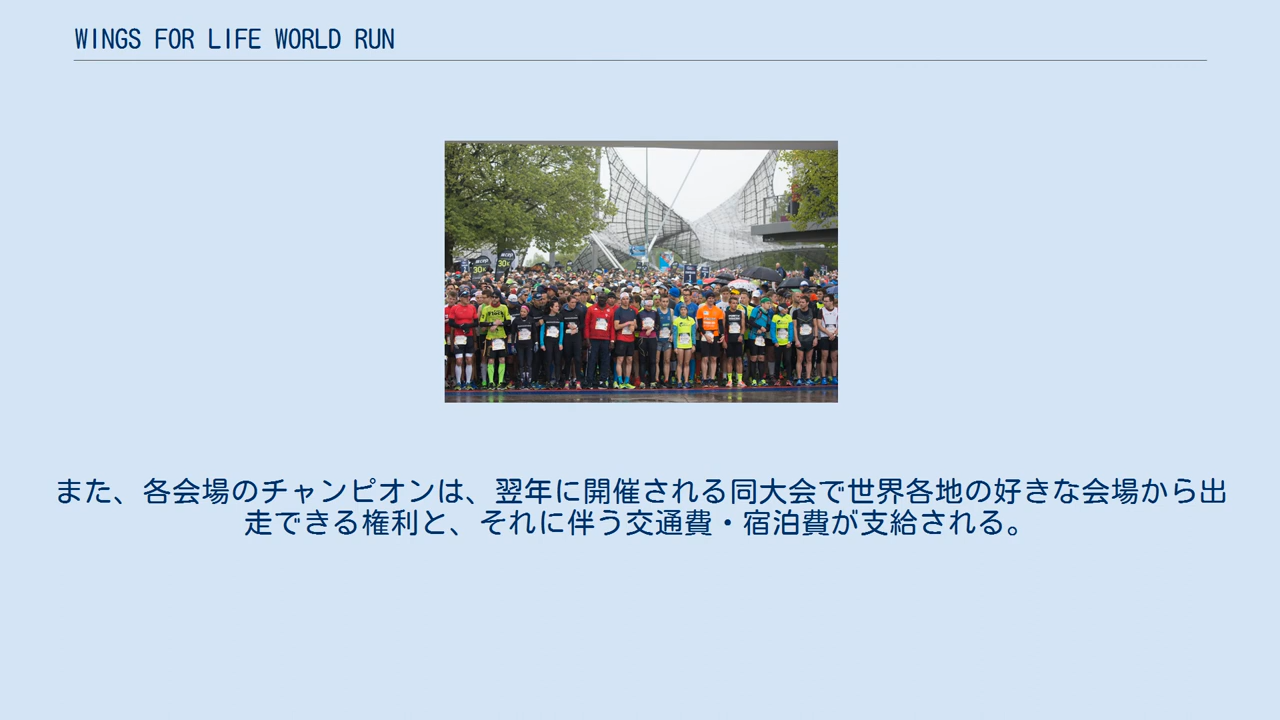 WINGS FOR LIFE WORLD RUN
30K
30K
また、各会場のチャンピオンは、翌年に開催される同大会で世界各地の好きな会場から出
走できる権利と、それに伴う交通費・宿泊費が支給される。